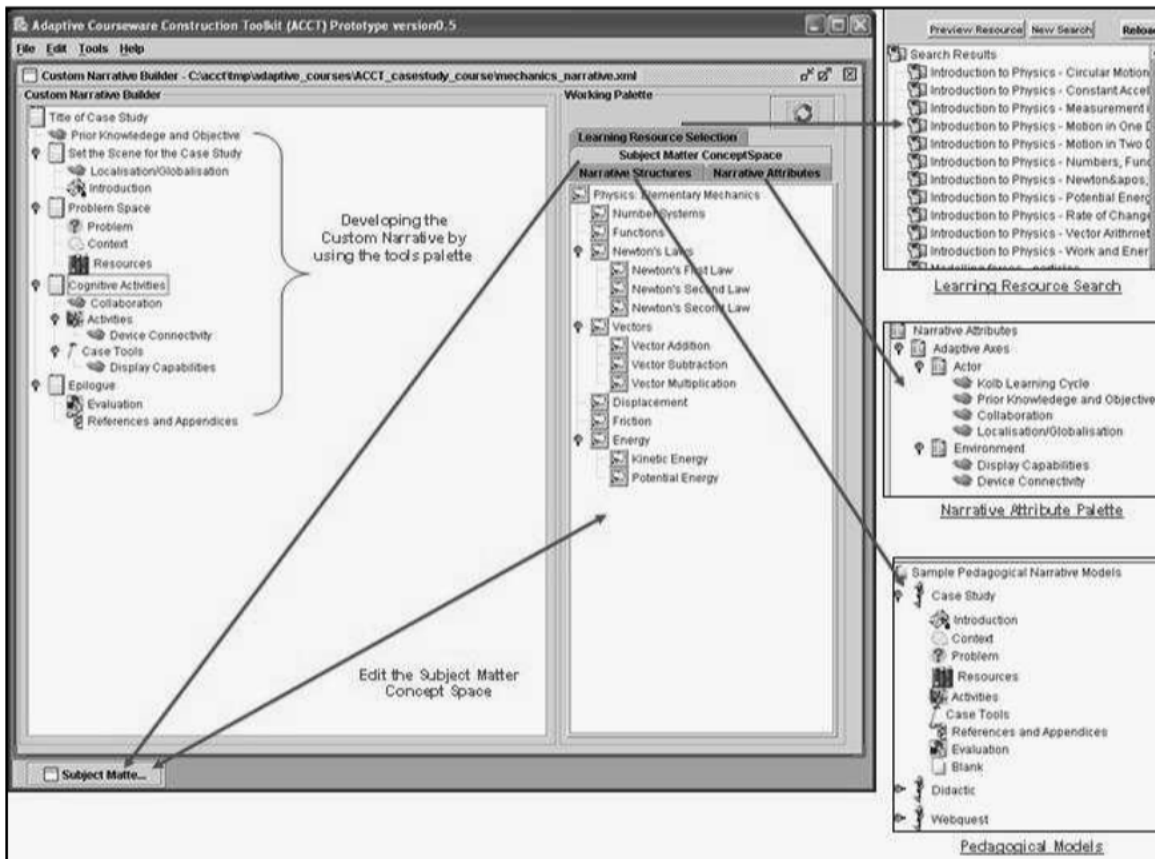 Adaptive Courseware Construction Toolkit (ACCT) Prototype version0.5
File Edit Tools Help
Custom Narrative Builder - C:\acct\tmp\adaptive_courses\ACCT_casestudy_course\mechanics_narrative.xml
Custom Narrative Builder
Title of Case Study
Prior Knowledege and Objective
Set the Scene for the Case Study
Localisation/Globalisation
Introduction
Problem Space
Problem
Context
Resources
Cognitive Activities
Collaboration
Activities
Device Connectivity
Case Tools
Display Capabilities
Epilogue
Evaluation
References and Appendices
Developing the
Custom Narrative by
using the tools palette
Edit the Subject Matter
Concept Space
Working Palette
Learning Resource Selection
Subject Matter ConceptSpace
Narrative Structures Narrative Attributes
Physics: Elementary Mechanics
Number Systems
Functions
Newton's Laws
Newton's First Law
Newton's Second Law
Newton's Second Law
Vectors
Vector Addition
Vector Subtraction
Vector Multiplication
Displacement
Friction
Energy
Kinetic Energy
Potential Energy
Subject Matte...
Preview Resource New Search Reloa
Search Results
Introduction to Physics - Circular Motion
Introduction to Physics - Constant Accel
Introduction to Physics - Measurement i
Introduction to Physics - Motion in One D
Introduction to Physics - Motion in Two D
Introduction to Physics - Numbers, Func
Introduction to Physics - Newton&apos;
Introduction to Physics - Potential Energ
Introduction to Physics - Rate of Change
Introduction to Physics - Vector Arithmet
Introduction to Physics - Work and Ener
Modelling forces - particles
Learning Resource Search
Narrative Attributes
Adaptive Axes
Actor
Kolb Learning Cycle
Prior Knowledege and Objective
Collaboration
Localisation/Globalisation
Environment
Display Capabilities
Device Connectivity
Narrative Attribute Palette
Sample Pedagogical Narrative Models
Case Study
Introduction
Context
Problem
Resources
Activities
Case Tools
References and Appendices
Evaluation
Blank
Didactic
Webquest
Pedagogical Models